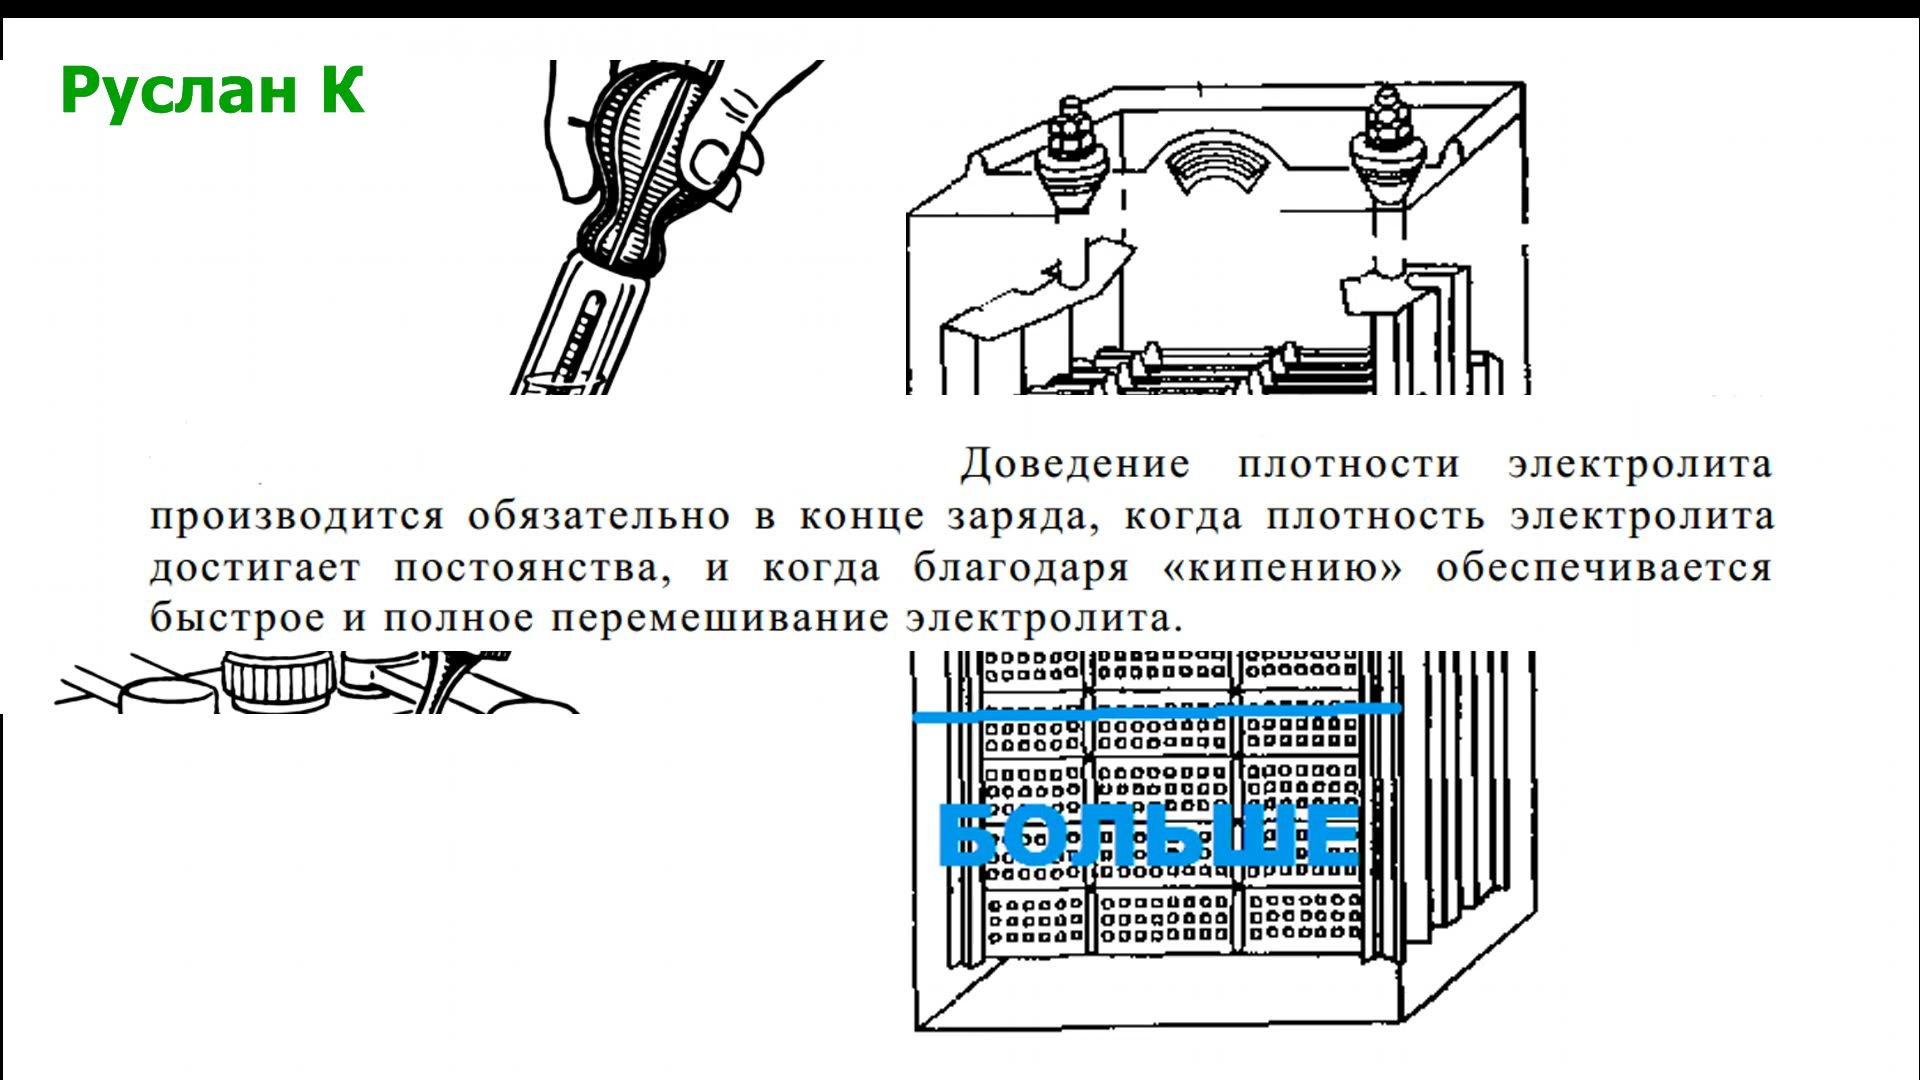 Руслан К
Доведение плотности электролита
производится обязательно в конце заряда, когда плотность электролита
достигает постоянства, и когда благодаря «кипению» обеспечивается
быстрое и полное перемешивание электролита.
БОЛЬШЕ